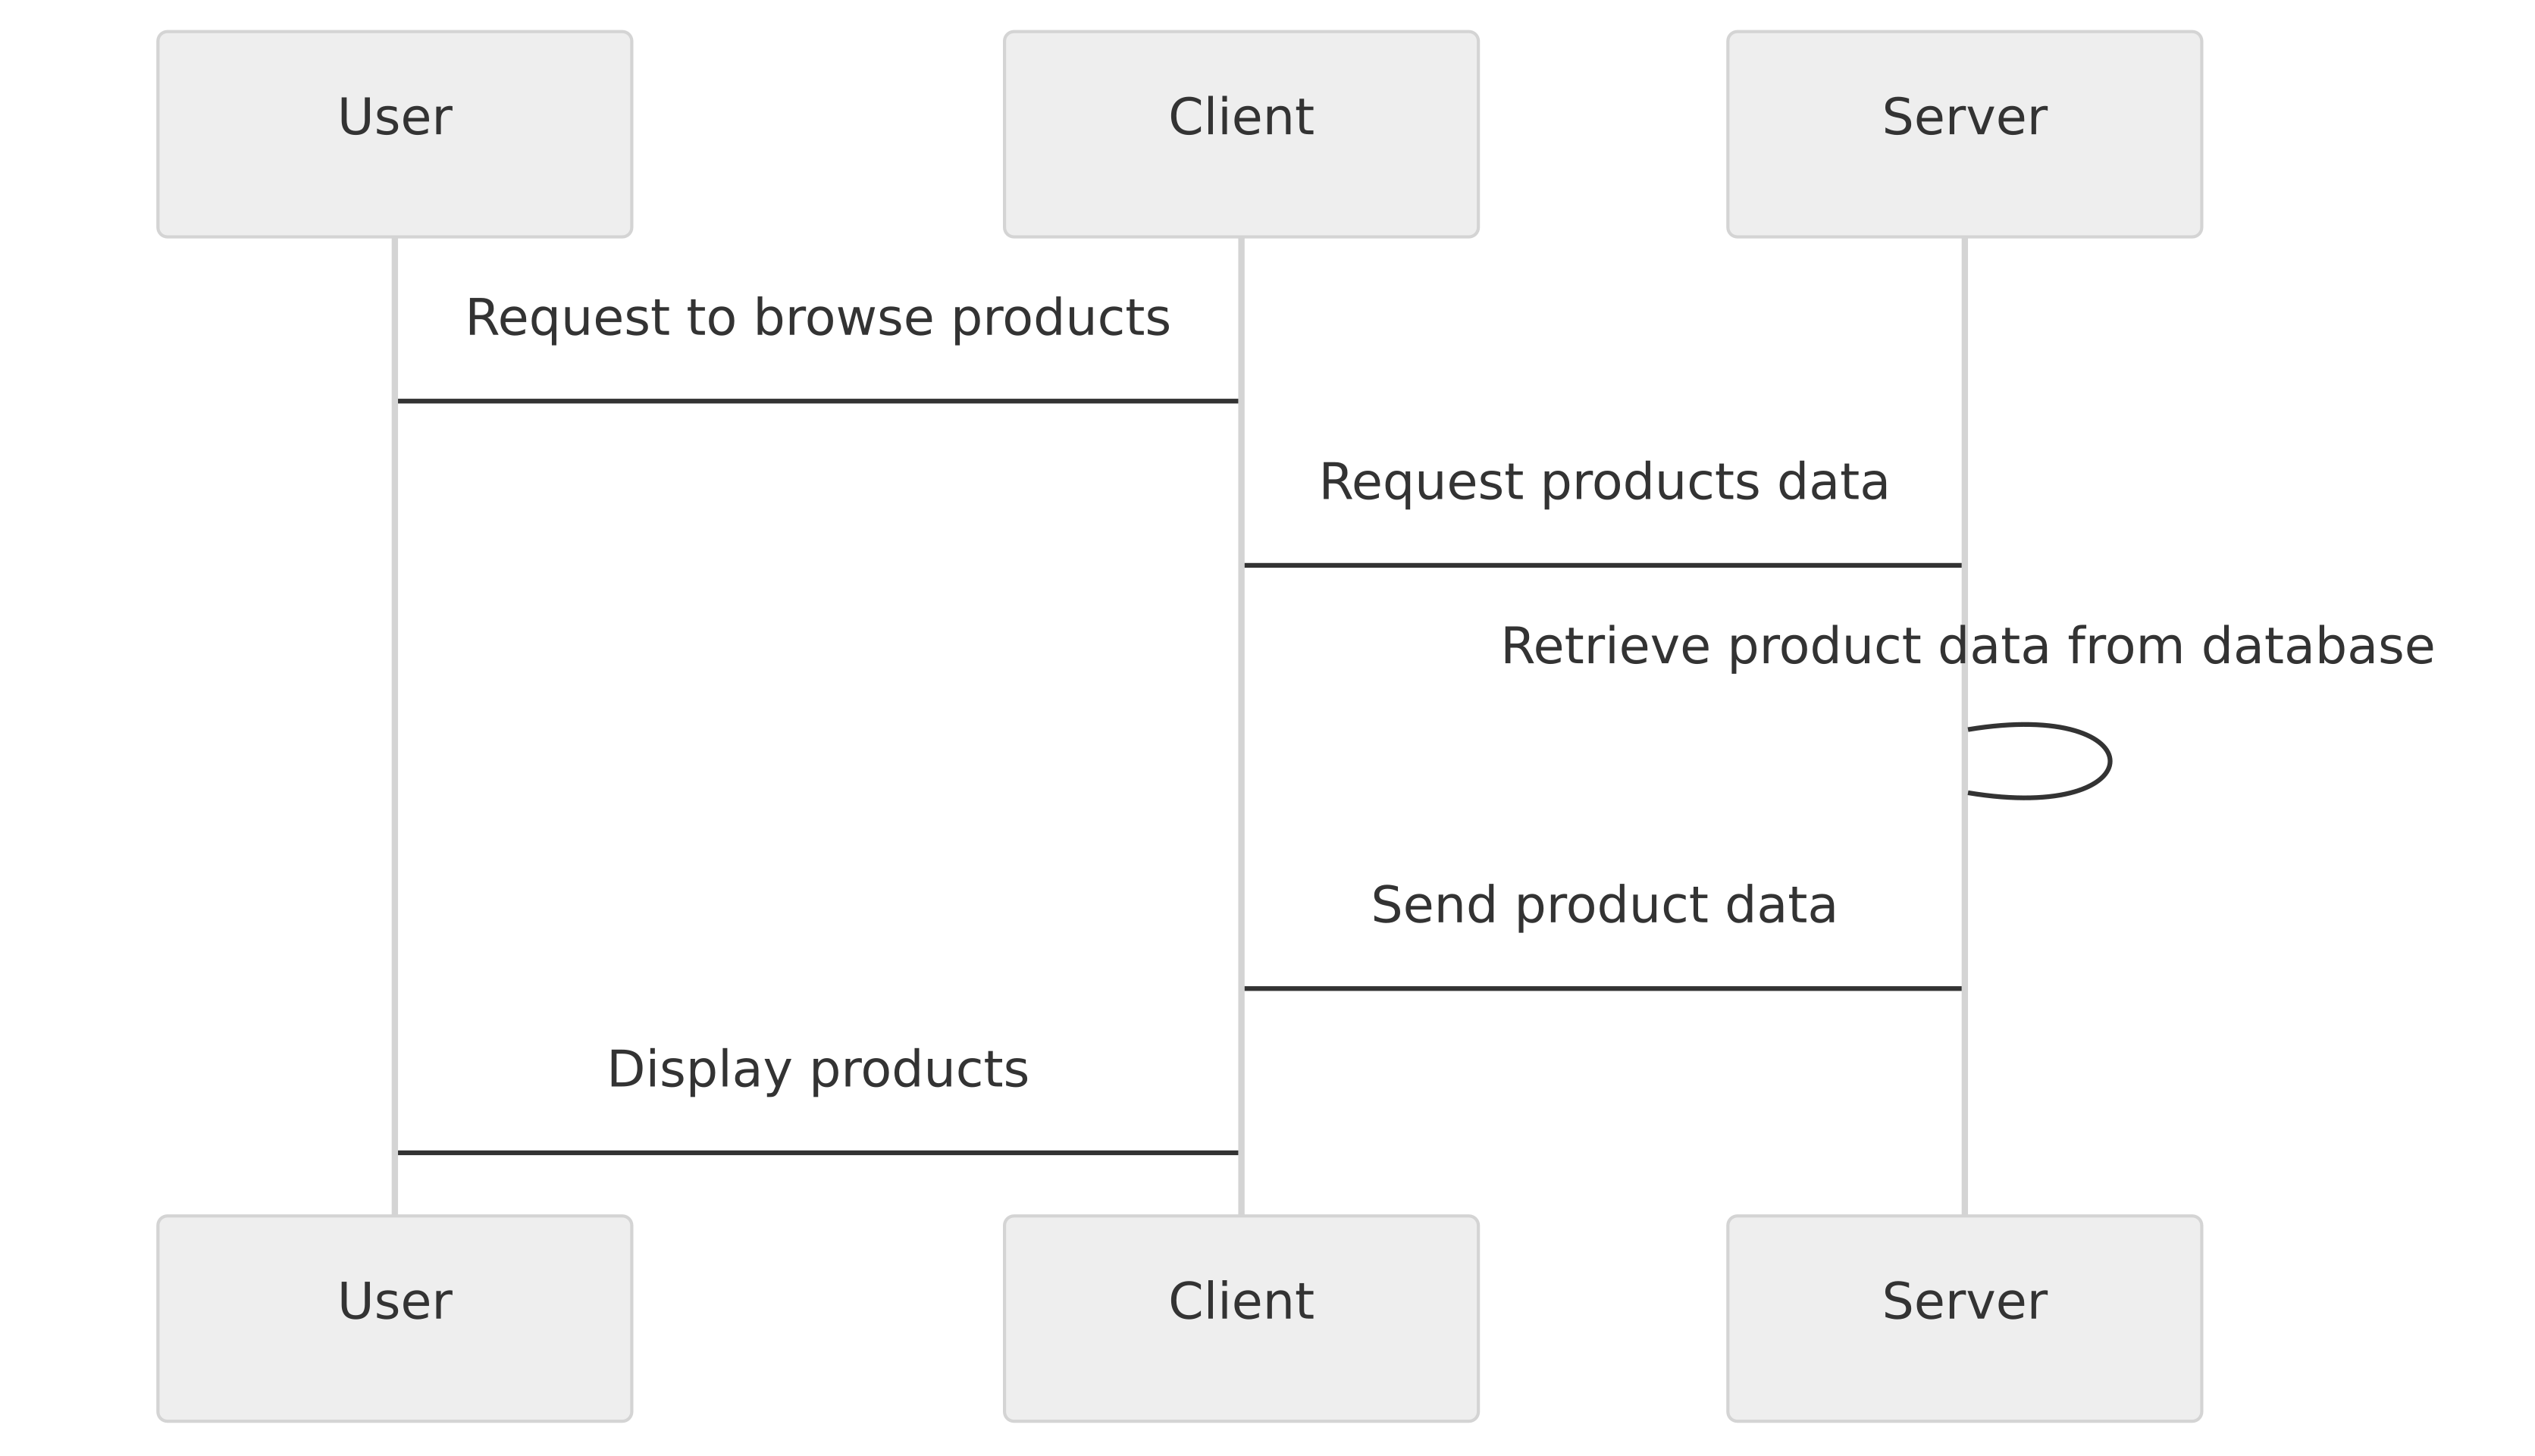 User
Client
Server
Request to browse products
Request products data
Retrieve product data from database
Send product data
Display products
User
Client
Server